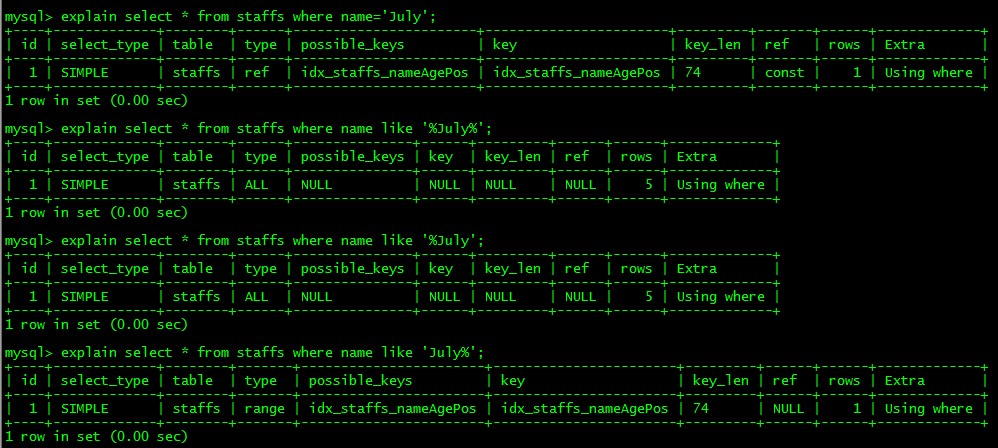 mysql> explain select * from staffs where name='July';
+----+-------------+--------+------+-----------------------+-----------------------+---------+-------+------+-------------+
| id | select_type | table  | type | possible_keys         | key                   | key_len | ref   | rows | Extra       |
+----+-------------+--------+------+-----------------------+-----------------------+---------+-------+------+-------------+
|  1 | SIMPLE      | staffs | ref  | idx_staffs_nameAgePos | idx_staffs_nameAgePos | 74      | const |    1 | Using where |
+----+-------------+--------+------+-----------------------+-----------------------+---------+-------+------+-------------+
1 row in set (0.00 sec)
mysql> explain select * from staffs where name like '%July%';
+----+-------------+--------+------+---------------+------+---------+------+------+-------------+
| id | select_type | table  | type | possible_keys | key  | key_len | ref  | rows | Extra       |
+----+-------------+--------+------+---------------+------+---------+------+------+-------------+
|  1 | SIMPLE      | staffs | ALL  | NULL          | NULL | NULL    | NULL |    5 | Using where |
+----+-------------+--------+------+---------------+------+---------+------+------+-------------+
1 row in set (0.00 sec)
mysql> explain select * from staffs where name like '%July';
+----+-------------+--------+------+---------------+------+---------+------+------+-------------+
| id | select_type | table  | type | possible_keys | key  | key_len | ref  | rows | Extra       |
+----+-------------+--------+------+---------------+------+---------+------+------+-------------+
|  1 | SIMPLE      | staffs | ALL  | NULL          | NULL | NULL    | NULL |    5 | Using where |
+----+-------------+--------+------+---------------+------+---------+------+------+-------------+
1 row in set (0.00 sec)
mysql> explain select * from staffs where name like 'July%';
+----+-------------+--------+-------+-----------------------+-----------------------+---------+------+------+-------------+
| id | select_type | table  | type  | possible_keys         | key                   | key_len | ref  | rows | Extra       |
+----+-------------+--------+-------+-----------------------+-----------------------+---------+------+------+-------------+
|  1 | SIMPLE      | staffs | range | idx_staffs_nameAgePos | idx_staffs_nameAgePos | 74      | NULL |    1 | Using where |
+----+-------------+--------+-------+-----------------------+-----------------------+---------+------+------+-------------+
1 row in set (0.00 sec)